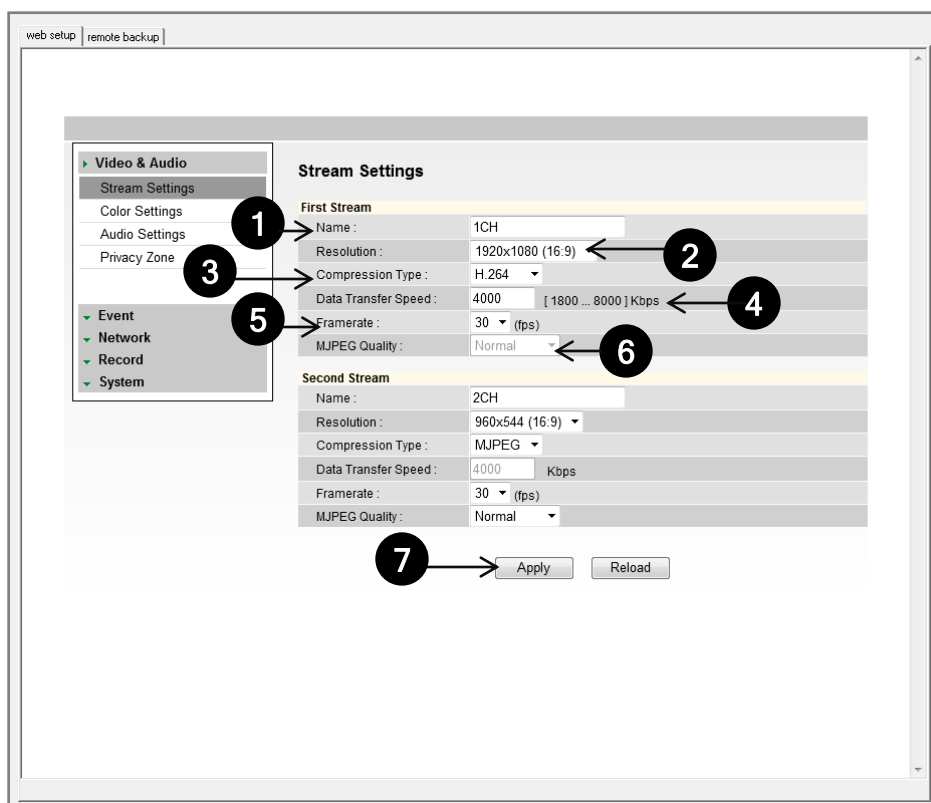 web setup remote backup
Video & Audio
Stream Settings
Color Settings
Audio Settings
Privacy Zone
Event
Network
Record
System
Stream Settings
First Stream
1 Name : 1CH
Resolution : 1920x1080 (16:9) 2
3 Compression Type : H.264
Data Transfer Speed : 4000 [ 1800 ... 8000 ] Kbps 4
5 Framerate : 30 (fps)
MJPEG Quality : Normal 6
Second Stream
Name : 2CH
Resolution : 960x544 (16:9)
Compression Type : MJPEG
Data Transfer Speed : 4000 Kbps
Framerate : 30 (fps)
MJPEG Quality : Normal
7 Apply Reload